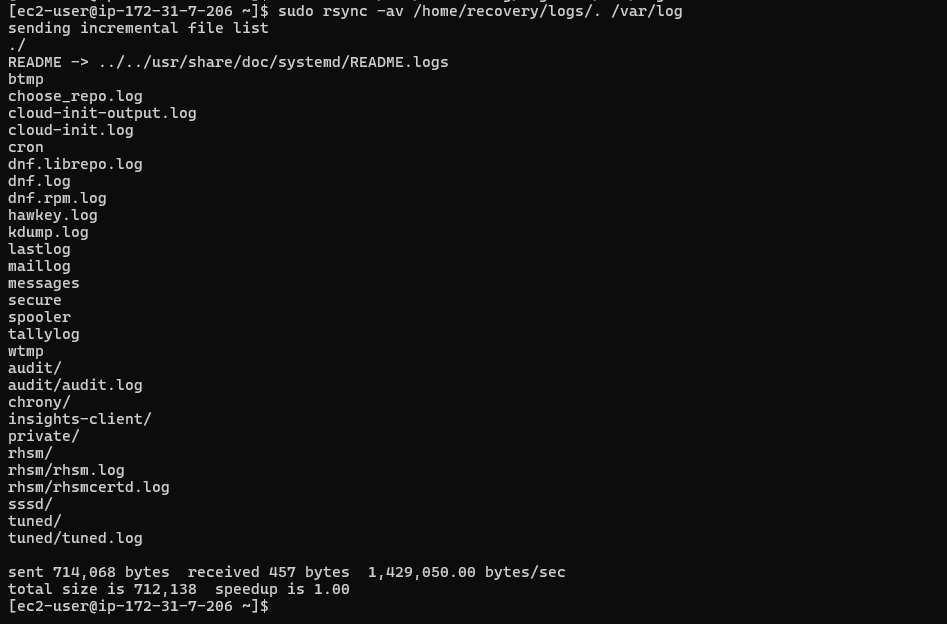 [ec2-user@ip-172-31-7-206 ~]$ sudo rsync -av /home/recovery/logs/. /var/log
sending incremental file list
./
README -> ../../usr/share/doc/systemd/README.logs
btmp
choose_repo.log
cloud-init-output.log
cloud-init.log
cron
dnf.librepo.log
dnf.log
dnf.rpm.log
hawkey.log
kdump.log
lastlog
maillog
messages
secure
spooler
tallylog
wtmp
audit/
audit/audit.log
chrony/
insights-client/
private/
rhsm/
rhsm/rhsm.log
rhsm/rhsmcertd.log
sssd/
tuned/
tuned/tuned.log
sent 714,068 bytes  received 457 bytes  1,429,050.00 bytes/sec
total size is 712,138  speedup is 1.00
[ec2-user@ip-172-31-7-206 ~]$